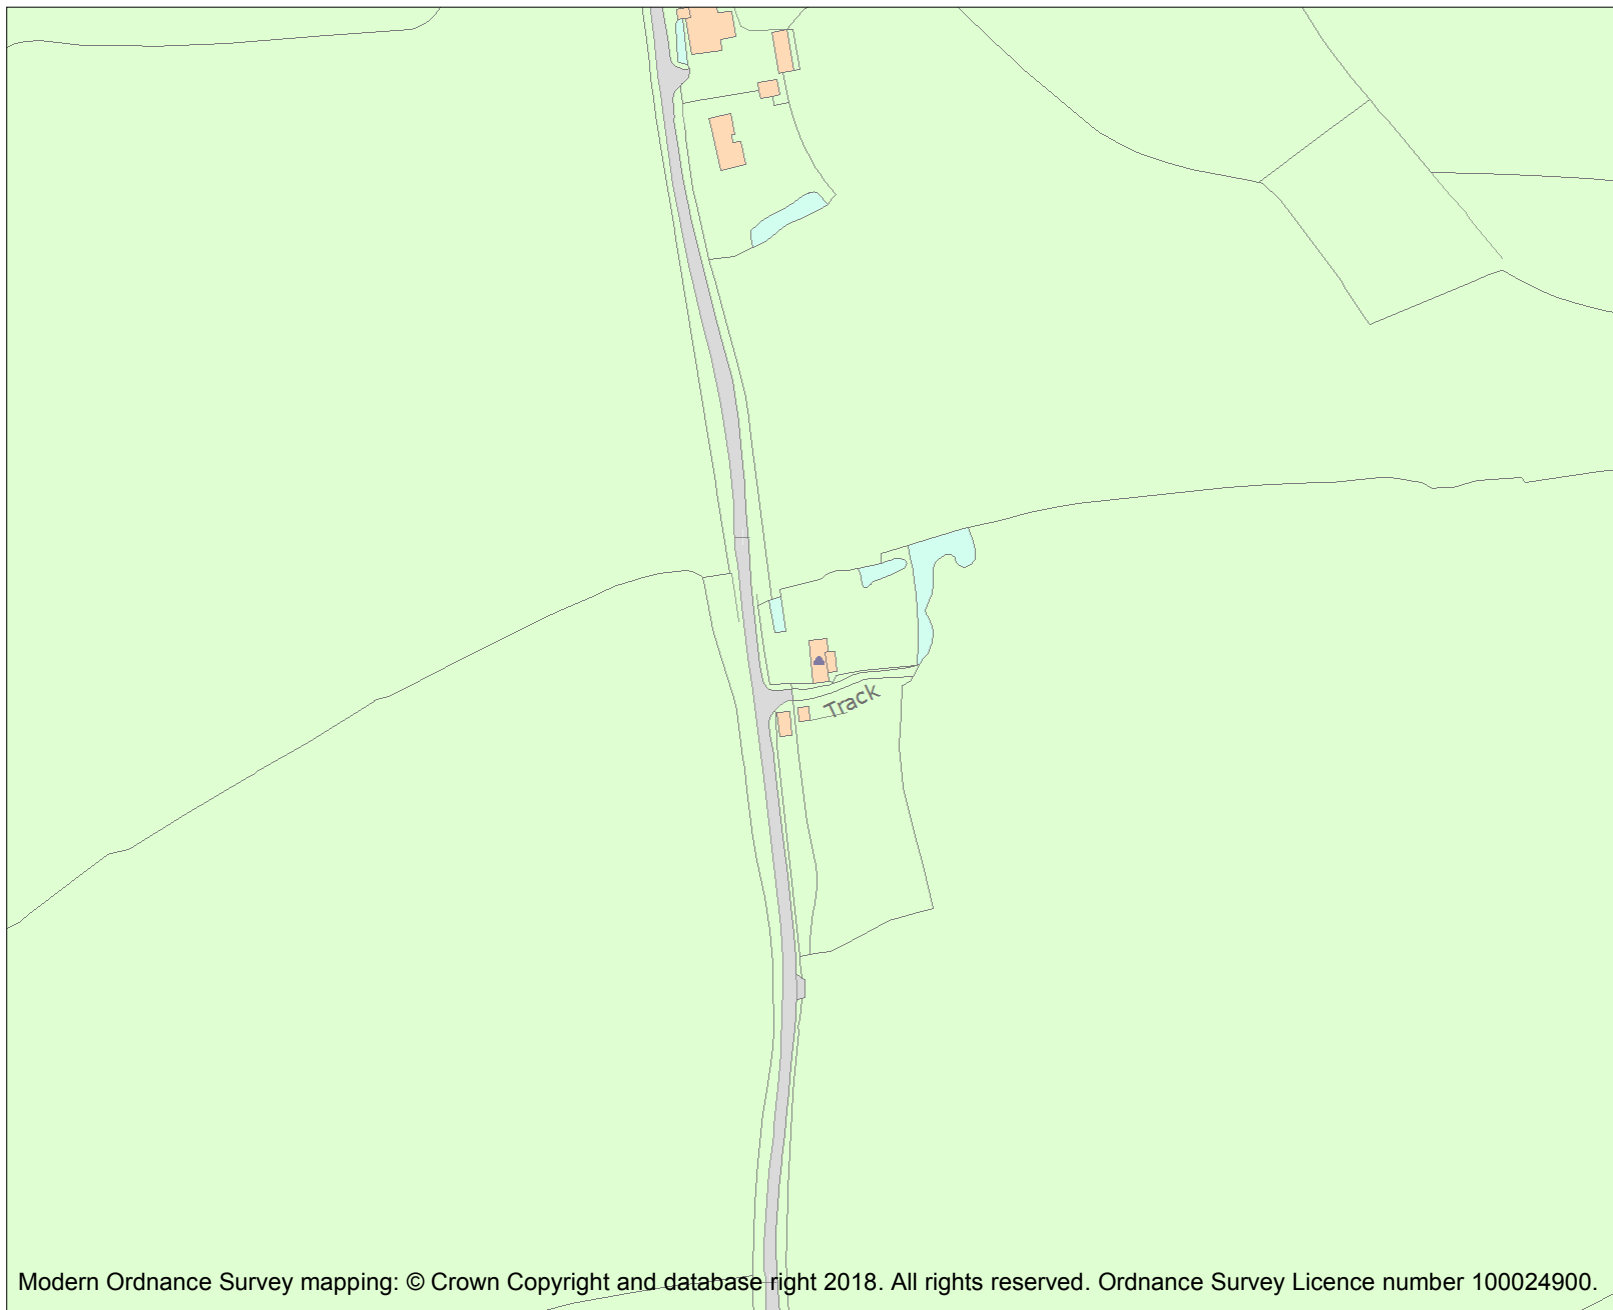 Track
Modern Ordnance Survey mapping: © Crown Copyright and database right 2018. All rights reserved. Ordnance Survey Licence number 100024900.